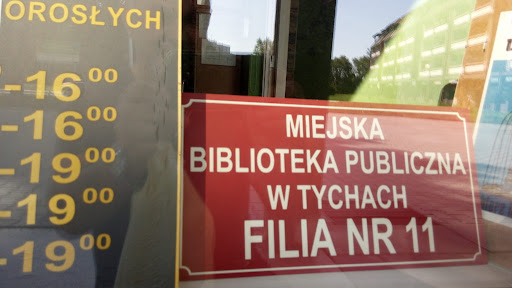 OROSŁYCH
-16⁰⁰
-16⁰⁰
-19⁰⁰
-19⁰⁰
-19⁰⁰
MIEJSKA
BIBLIOTEKA PUBLICZNA
W TYCHACH
FILIA NR 11